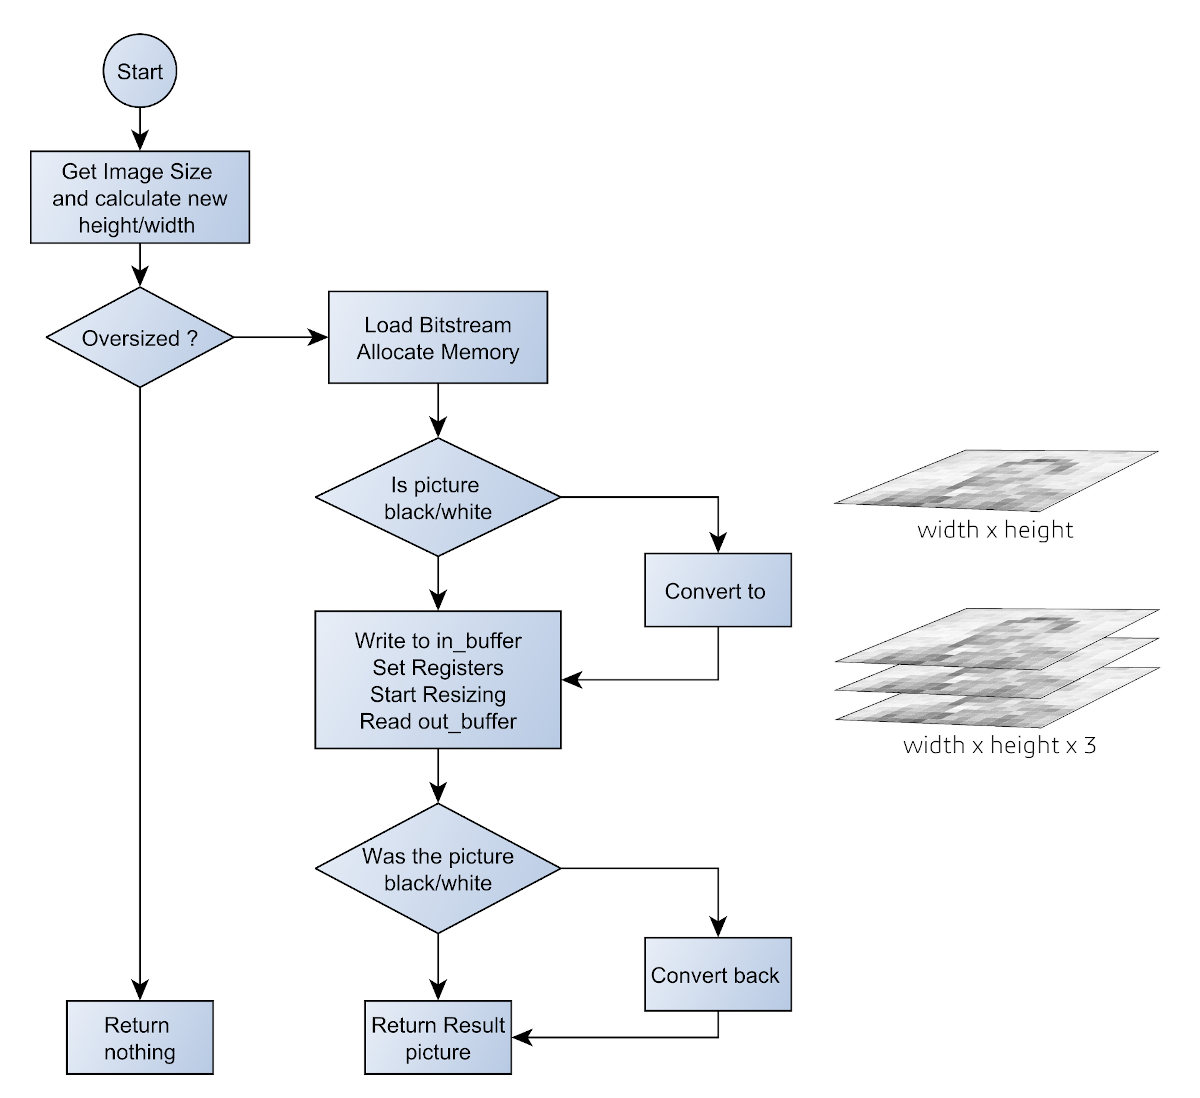 Start
Get Image Size
and calculate new
height/width
Oversized ?
Load Bitstream
Allocate Memory
Is picture
black/white
Convert to
width x height
Write to in_buffer
Set Registers
Start Resizing
Read out_buffer
width x height x 3
Was the picture
black/white
Convert back
Return
nothing
Return Result
picture